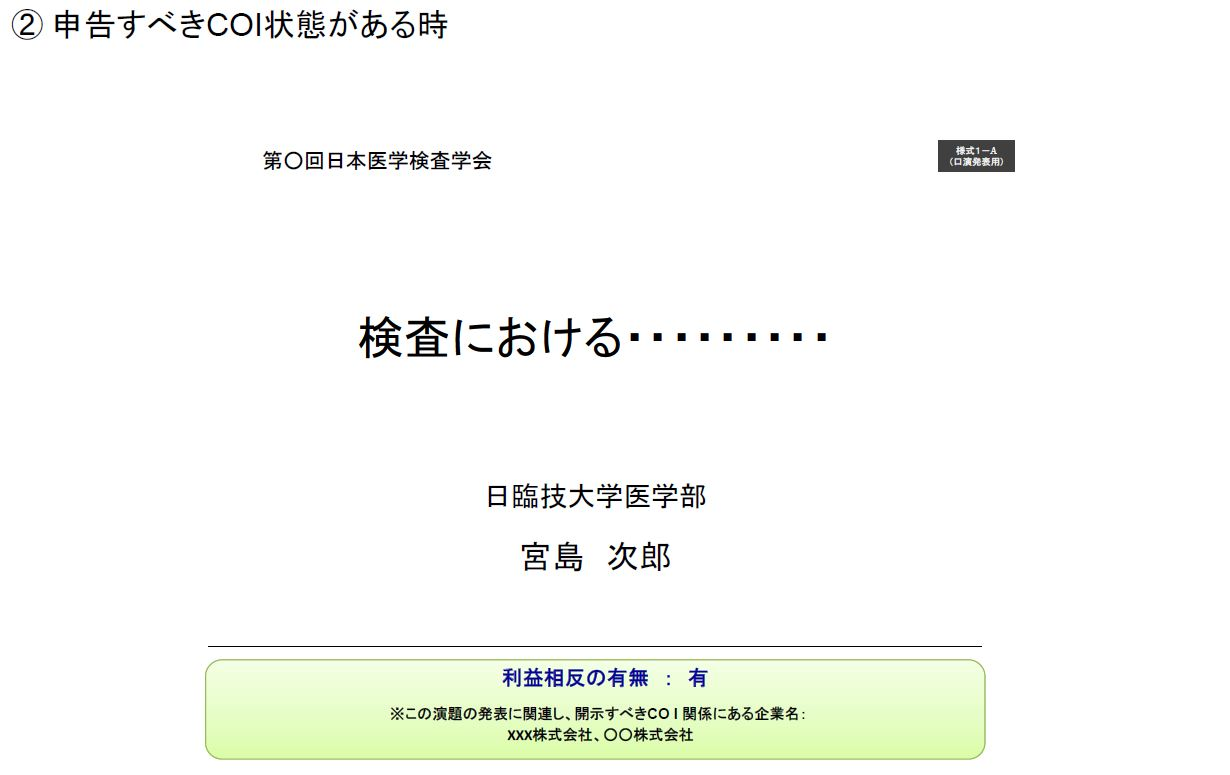 ② 申告すべきCOI状態がある時
第〇回日本医学検査学会
様式1－A
（口演発表用）
検査における・・・・・・・・・
日臨技大学医学部
宮島　次郎
利益相反の有無　：　有
※この演題の発表に関連し、開示すべきCOI関係にある企業名：
XXX株式会社、〇〇株式会社